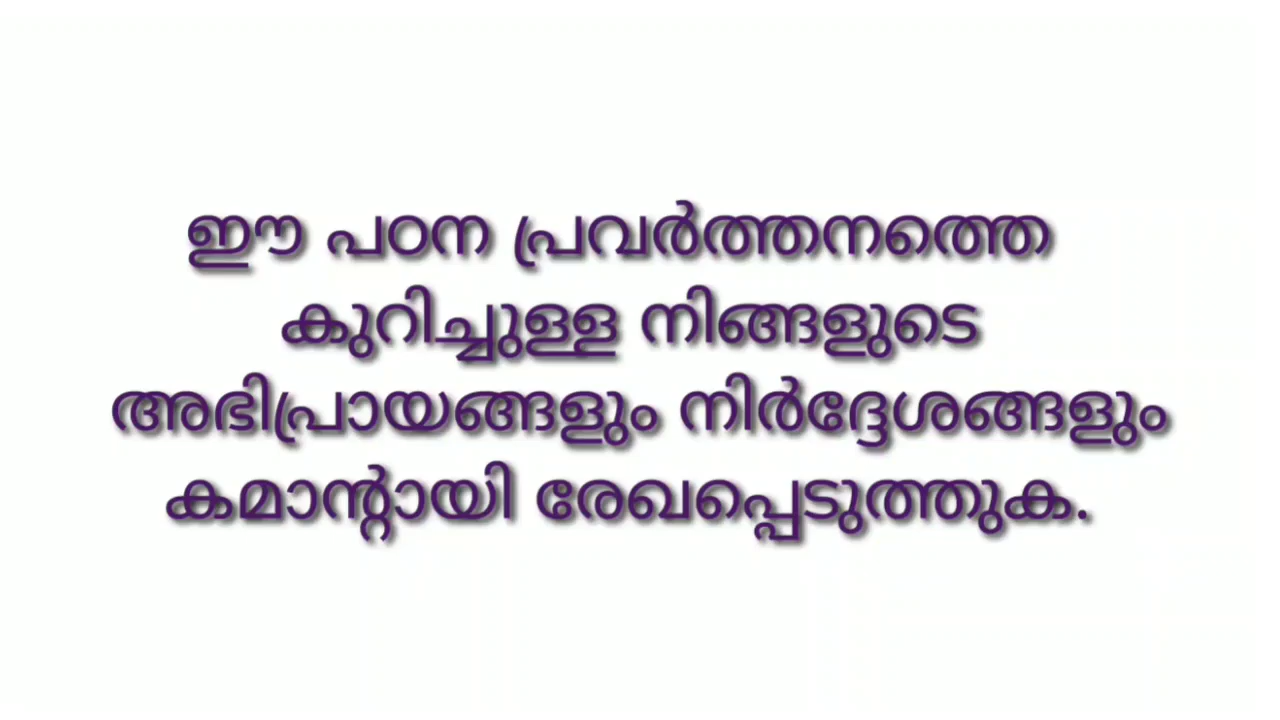 ഈ പഠന പ്രവർത്തനത്തെ
കുറിച്ചുള്ള നിങ്ങളുടെ
അഭിപ്രായങ്ങളും നിർദ്ദേശങ്ങളും
കമാന്റായി രേഖപ്പെടുത്തുക.